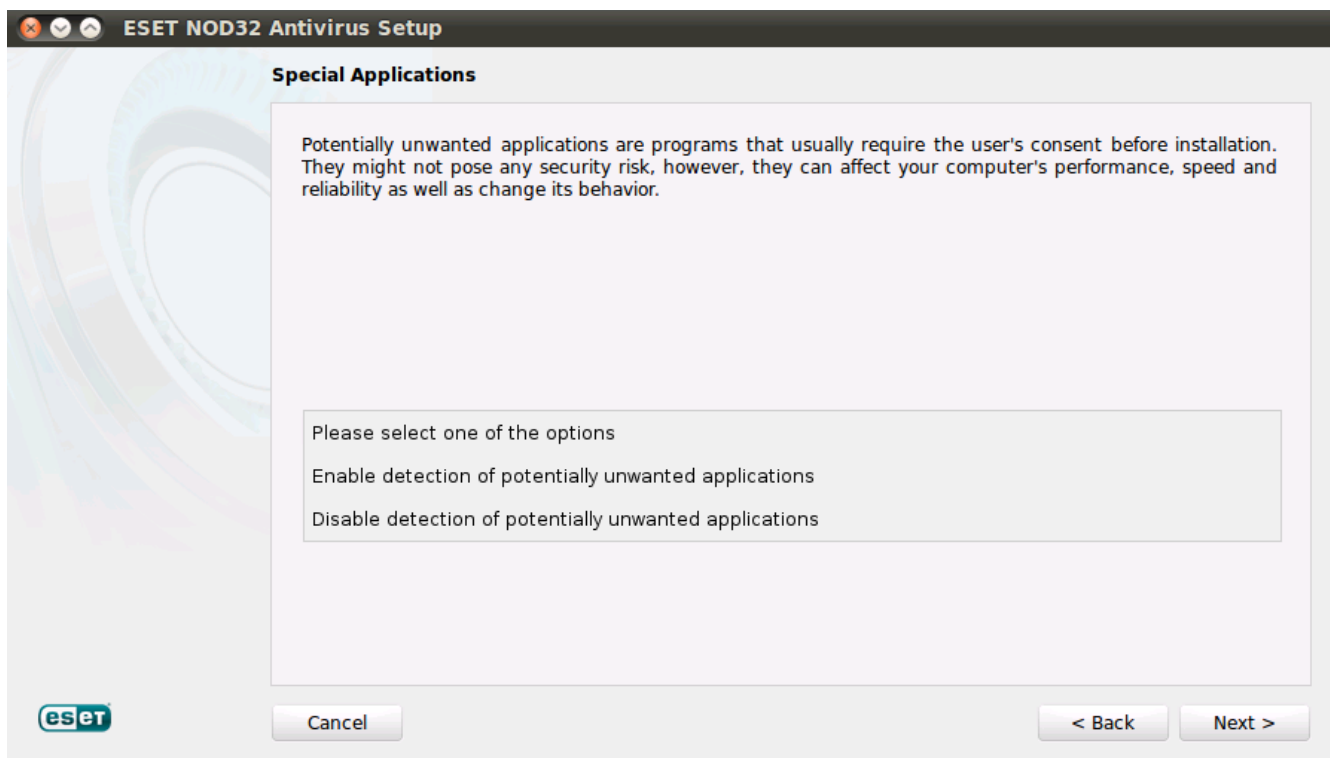 ESET NOD32 Antivirus Setup
Special Applications
Potentially unwanted applications are programs that usually require the user's consent before installation.
They might not pose any security risk, however, they can affect your computer's performance, speed and
reliability as well as change its behavior.
Please select one of the options
Enable detection of potentially unwanted applications
Disable detection of potentially unwanted applications
eseT
Cancel
< Back
Next >